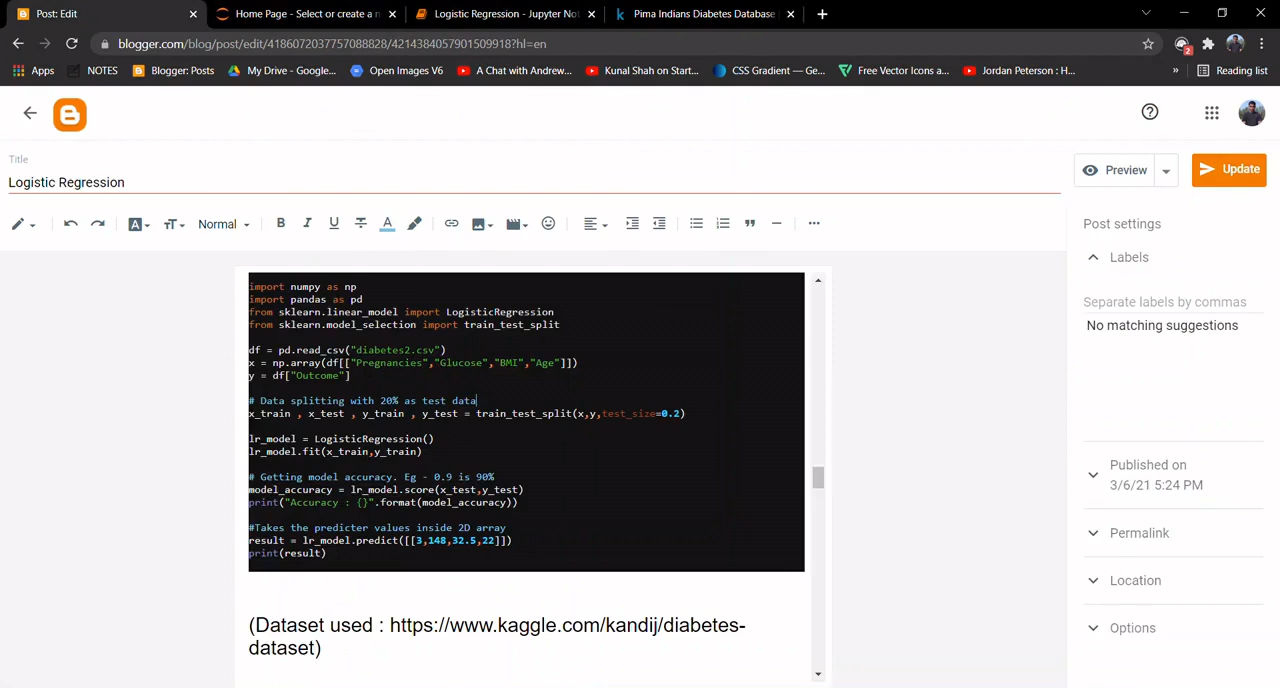 Post: Edit
Home Page - Select or create a n
Logistic Regression - Jupyter No
Pima Indians Diabetes Database
blogger.com/blog/post/edit/4186072037757088828/4214384057901509918?hl=en
2
Apps
NOTES
Blogger: Posts
My Drive - Google...
Open Images V6
A Chat with Andrew...
Kunal Shah on Start...
CSS Gradient — Ge...
Free Vector Icons a...
Jordan Peterson : H...
»
Reading list
Title
Logistic Regression
Preview
Update
Normal
B I U A
Post settings
Labels
Separate labels by commas
No matching suggestions
Published on
3/6/21 5:24 PM
Permalink
Location
Options
import numpy as np
import pandas as pd
from sklearn.linear_model import LogisticRegression
from sklearn.model_selection import train_test_split
df = pd.read_csv("diabetes2.csv")
x = np.array(df[["Pregnancies","Glucose","BMI","Age"]])
y = df["Outcome"]
# Data splitting with 20% as test data
x_train , x_test , y_train , y_test = train_test_split(x,y,test_size=0.2)
lr_model = LogisticRegression()
lr_model.fit(x_train,y_train)
# Getting model accuracy. Eg - 0.9 is 90%
model_accuracy = lr_model.score(x_test,y_test)
print("Accuracy : {}".format(model_accuracy))
#Takes the predicter values inside 2D array
result = lr_model.predict([[3,148,32.5,22]])
print(result)
(Dataset used : https://www.kaggle.com/kandij/diabetes-
dataset)